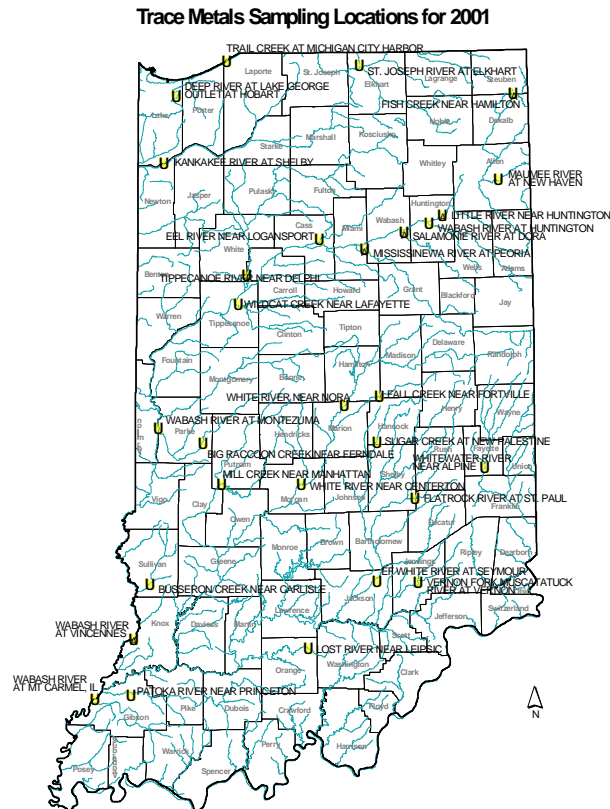 Trace Metals Sampling Locations for 2001
TRAIL CREEK AT MICHIGAN CITY HARBOR
Laporte
St. Joseph
ST. JOSEPH RIVER AT ELKHART
Elkhart
Lagrange
Steuben
DEEP RIVER AT LAKE GEORGE
OUTLET AT HOBART
Lake
Porter
FISH CREEK NEAR HAMILTON
Noble
Dekalb
Kosciusko
Marshall
Starke
KANKAKEE RIVER AT SHELBY
Whitley
Allen
MAUMEE RIVER
AT NEW HAVEN
Newton
Jasper
Pulaski
Fulton
Huntington
LITTLE RIVER NEAR HUNTINGTON
Wabash
WABASH RIVER AT HUNTINGTON
Cass
Miami
EEL RIVER NEAR LOGANSPORT
SALAMONIE RIVER AT DORA
White
MISSISSINEWA RIVER AT PEORIA
Wells
Adams
Benton
TIPPECANOE RIVER NEAR DELPHI
Carroll
Howard
Grant
Blackford
Jay
WILDCAT CREEK NEAR LAFAYETTE
Warren
Tippecanoe
Clinton
Tipton
Delaware
Randolph
Madison
Fountain
Hamilton
Montgomery
Boone
FALL CREEK NEAR FORTVILLE
WHITE RIVER NEAR NORA
Henry
Wayne
WABASH RIVER AT MONTEZUMA
Parke
Hendricks
Marion
Hancock
SUGAR CREEK AT NEW PALESTINE
BIG RACCOON CREEK NEAR FERNDALE
Rush
Fayette
WHITEWATER RIVER
NEAR ALPINE
Union
Putnam
MILL CREEK NEAR MANHATTAN
Shelby
WHITE RIVER NEAR CENTERTON
Vigo
Clay
Morgan
Johnson
FLATROCK RIVER AT ST. PAUL
Franklin
Owen
Decatur
Brown
Bartholomew
Monroe
Ripley
Dearborn
Sullivan
Greene
Jennings
EF WHITE RIVER AT SEYMOUR
BUSSERON CREEK NEAR CARLISLE
VERNON FORK MUSCATATUCK
RIVER AT VERNON
Jackson
Lawrence
Switzerland
Jefferson
WABASH RIVER
AT VINCENNES
Knox
Daviess
Martin
Scott
LOST RIVER NEAR LEIPSIC
Washington
Orange
Clark
WABASH RIVER
AT MT CARMEL, IL
PATOKA RIVER NEAR PRINCETON
Gibson
Pike
Dubois
Crawford
Floyd
N
Harrison
Perry
Warrick
Posey
Spencer